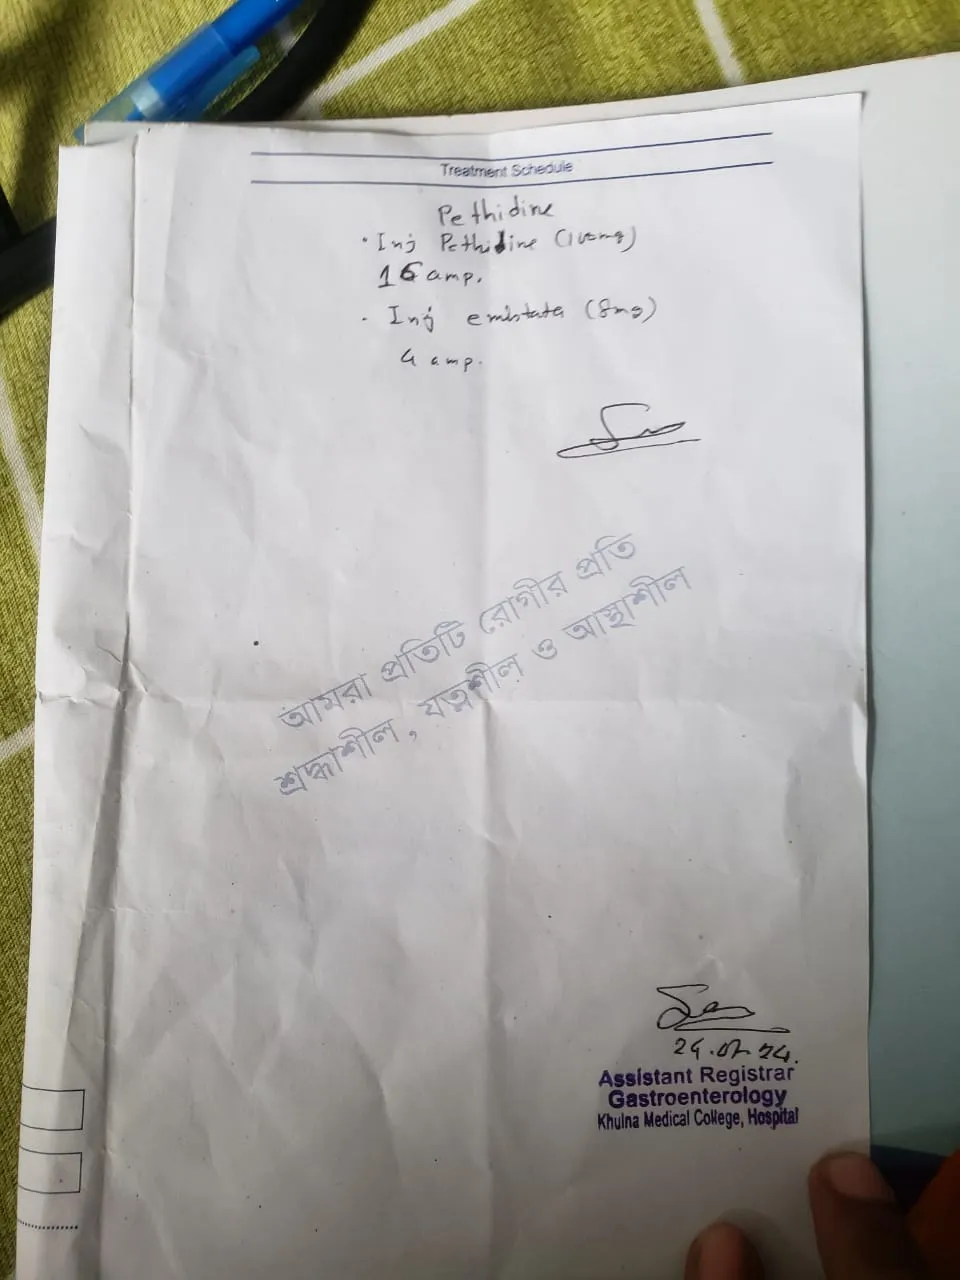 Treatment Schedule
Pethidine
· Inj Pethidine (100mg)
16 amp.
· Inj emistata (8mg)
4 amp.
আমরা প্রতিটি রোগীর প্রতি
শ্রদ্ধাশীল, যত্নশীল ও আস্থাশীল
24.07.24.
Assistant Registrar
Gastroenterology
Khulna Medical College, Hospital